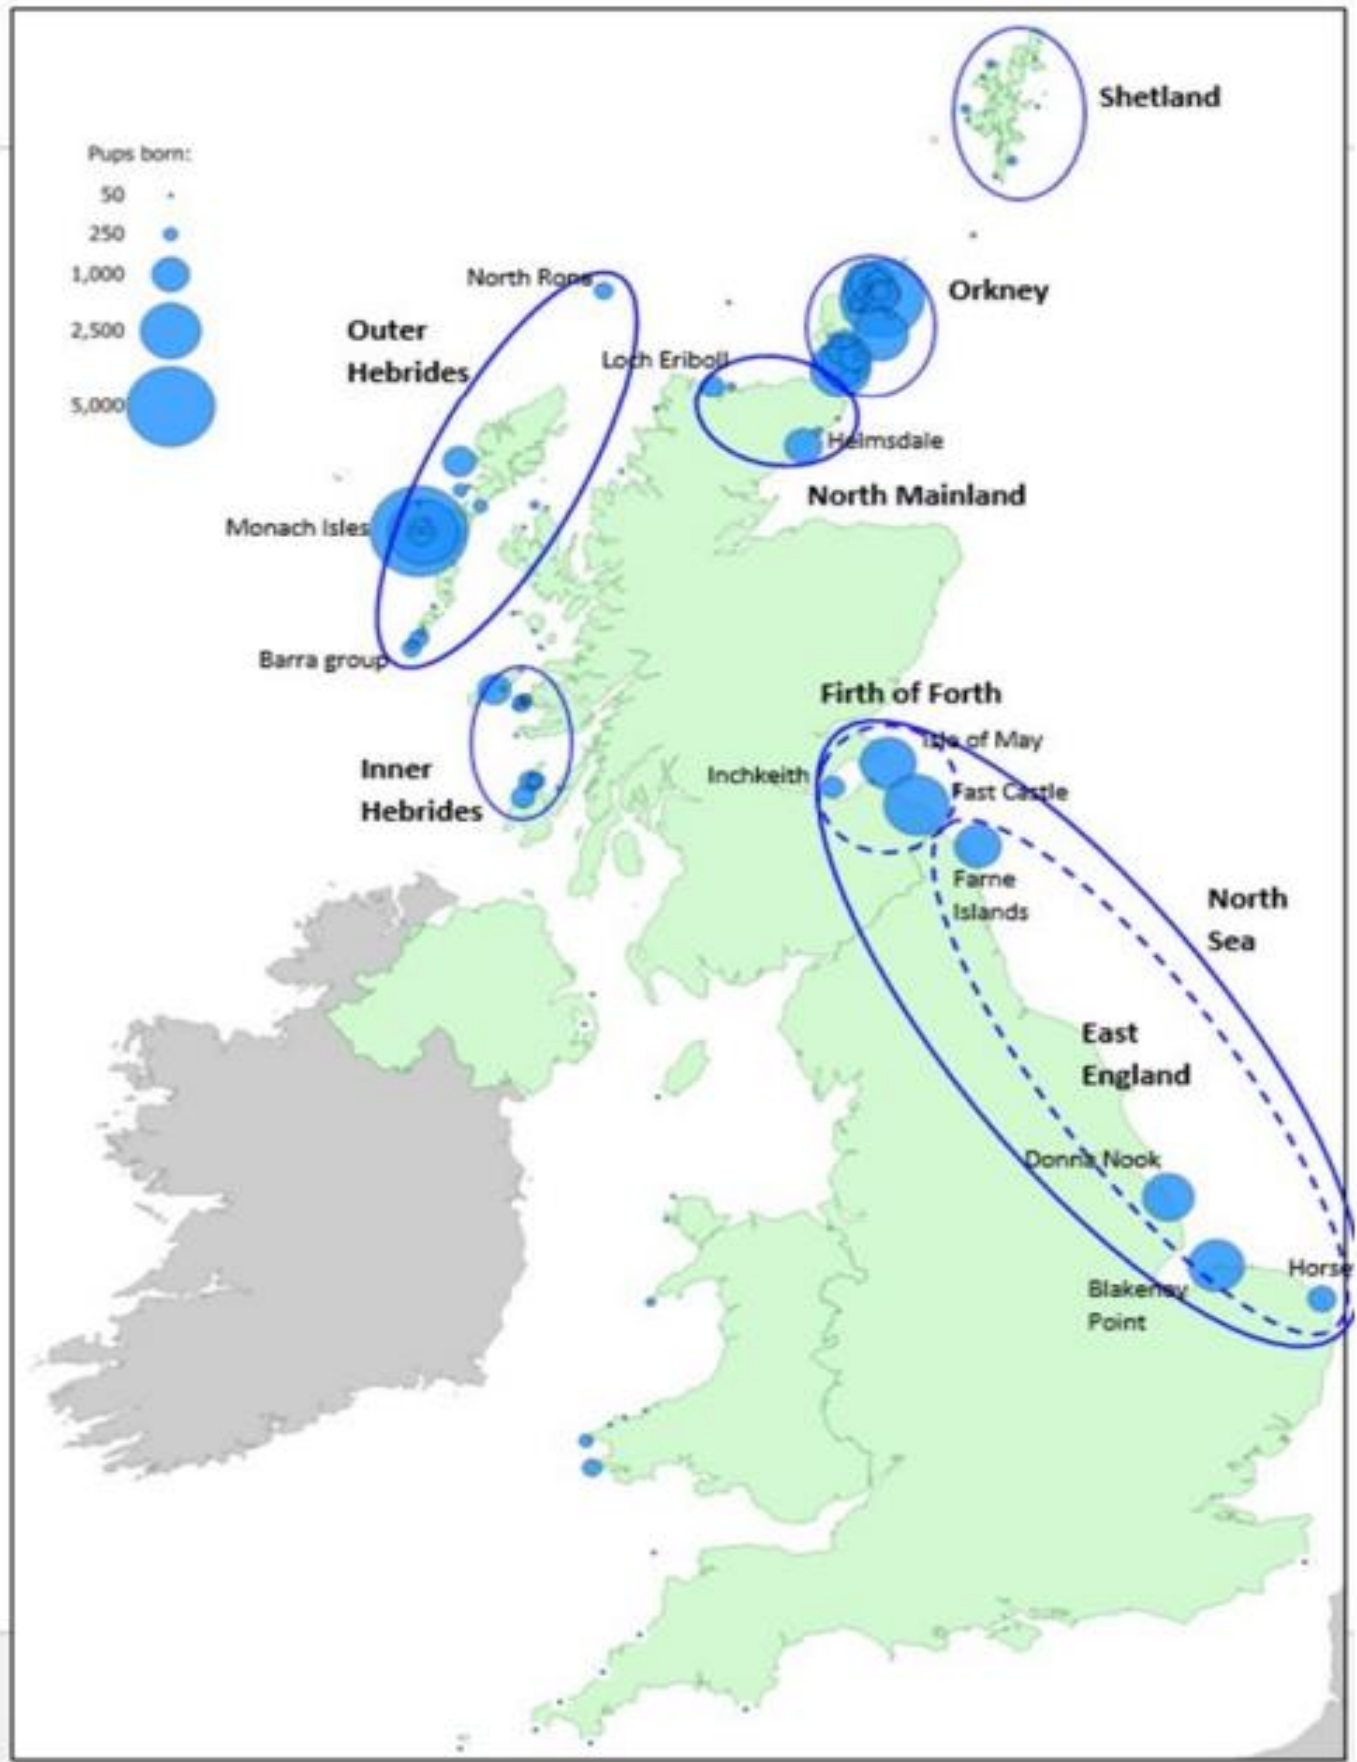 Shetland
Pups born:
50
250
1,000
2,500
5,000
North Rona
Orkney
Outer
Hebrides
Loch Eriboll
Helmsdale
North Mainland
Monach Isles
Barra group
Firth of Forth
Isle of May
Inchkeith
Fast Castle
Inner
Hebrides
Farne
Islands
North
Sea
East
England
Donna Nook
Horse
Blakeney
Point